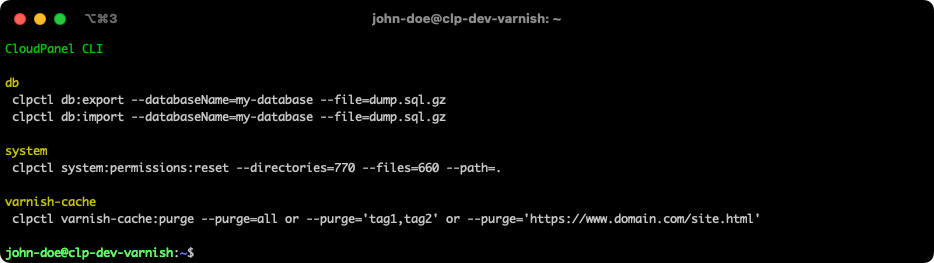 ⌥⌘3
john-doe@clp-dev-varnish: ~
CloudPanel CLI
db
clpctl db:export --databaseName=my-database --file=dump.sql.gz
clpctl db:import --databaseName=my-database --file=dump.sql.gz
system
clpctl system:permissions:reset --directories=770 --files=660 --path=.
varnish-cache
clpctl varnish-cache:purge --purge=all or --purge='tag1,tag2' or --purge='https://www.domain.com/site.html'
john-doe@clp-dev-varnish:~$